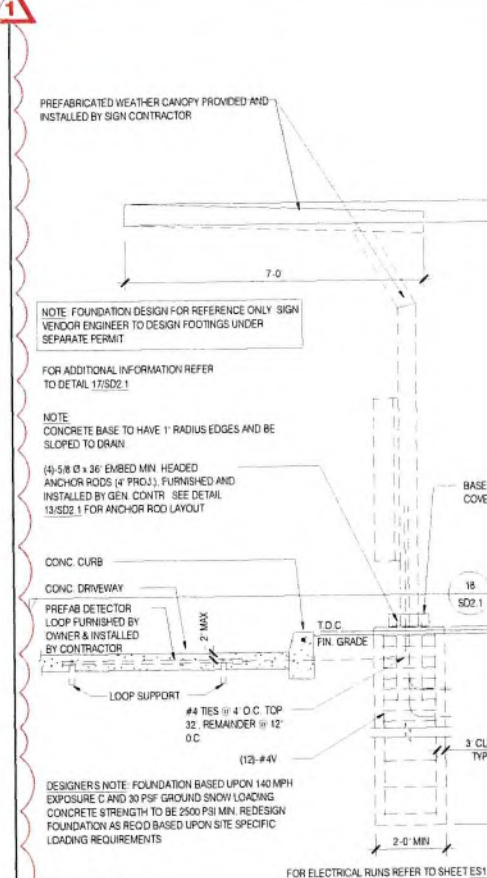 1
PREFABRICATED WEATHER CANOPY PROVIDED AND
INSTALLED BY SIGN CONTRACTOR
7'-0"
NOTE FOUNDATION DESIGN FOR REFERENCE ONLY SIGN
VENDOR ENGINEER TO DESIGN FOOTINGS UNDER
SEPARATE PERMIT
FOR ADDITIONAL INFORMATION REFER
TO DETAIL 17/SD2.1
NOTE
CONCRETE BASE TO HAVE 1" RADIUS EDGES AND BE
SLOPED TO DRAIN
(4)-5/8 Ø x 36" EMBED MIN. HEADED
ANCHOR RODS (4" PROJ.), FURNISHED AND
INSTALLED BY GEN. CONTR SEE DETAIL
13/SD2.1 FOR ANCHOR ROD LAYOUT
BASE
COVE
18
SD2.1
CONC. CURB
CONC. DRIVEWAY
PREFAB DETECTOR
LOOP FURNISHED BY
OWNER & INSTALLED
BY CONTRACTOR
2" MAX
T.O.C
FIN. GRADE
LOOP SUPPORT
#4 TIES @ 4" O.C. TOP
32", REMAINDER @ 12"
O.C.
(12)-#4V
3" CL
TYP
DESIGNERS NOTE: FOUNDATION BASED UPON 140 MPH
EXPOSURE C AND 30 PSF GROUND SNOW LOADING
CONCRETE STRENGTH TO BE 2500 PSI MIN. REDESIGN
FOUNDATION AS REQD BASED UPON SITE SPECIFIC
LOADING REQUIREMENTS
2'-0" MIN
FOR ELECTRICAL RUNS REFER TO SHEET ES1